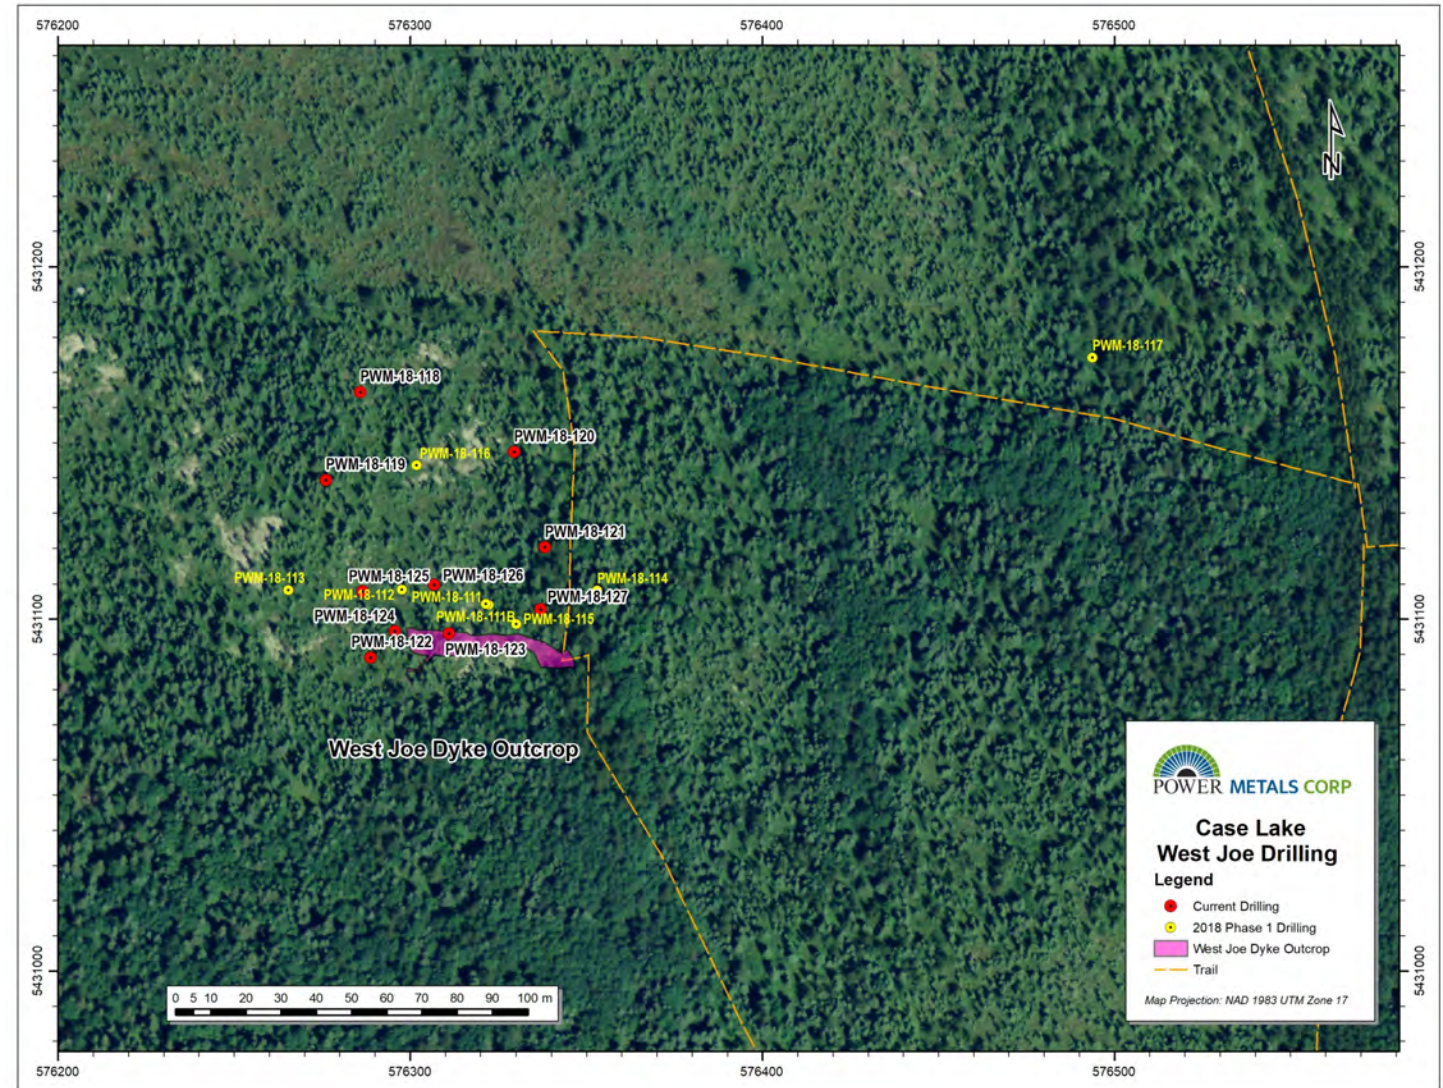 576200 576300 576400 576500
N
5431200 5431200
PWM-18-117
PWM-18-118
PWM-18-120
PWM-18-116
PWM-18-119
PWM-18-121
PWM-18-113
PWM-18-125
PWM-18-126
PWM-18-114
PWM-18-112
PWM-18-111
PWM-18-127
5431100 5431100
PWM-18-124
PWM-18-111B
PWM-18-115
PWM-18-122
PWM-18-123
West Joe Dyke Outcrop
POWER METALS CORP
Case Lake
West Joe Drilling
Legend
Current Drilling
2018 Phase 1 Drilling
West Joe Dyke Outcrop
Trail
Map Projection: NAD 1983 UTM Zone 17
5431000 5431000
0 5 10 20 30 40 50 60 70 80 90 100 m
576200 576300 576400 576500